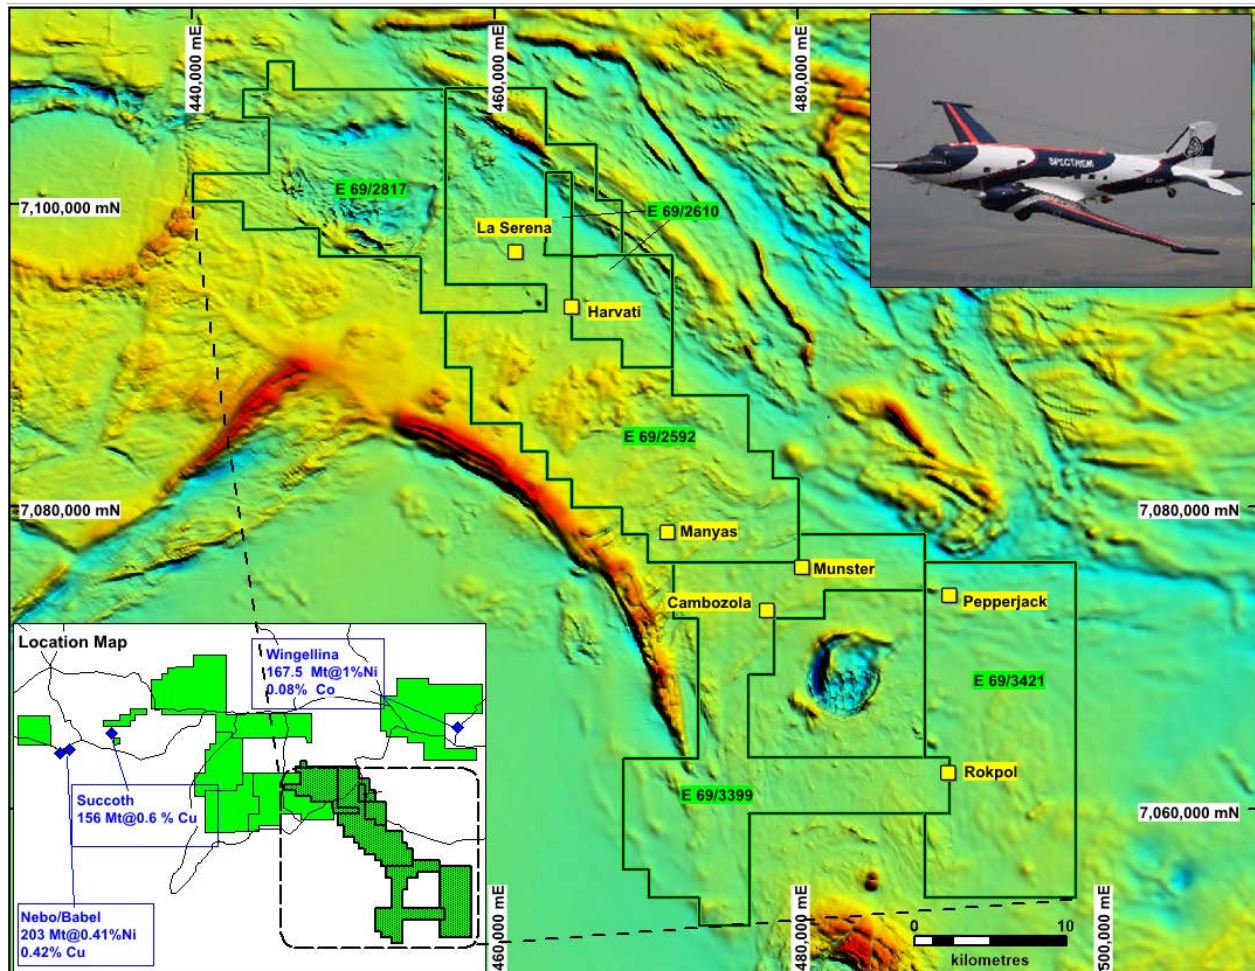 440,000 mE
460,000 mE
480,000 mE
SPECTREM
E 69/2817
7,100,000 mN
E 69/2610
La Serena
Harvati
E 69/2592
7,080,000 mN
7,080,000 mN
Manyas
Munster
Cambozola
Pepperjack
E 69/3421
Rokpol
E 69/3399
7,060,000 mN
Location Map
Wingellina
167.5 Mt@1%Ni
0.08% Co
Succoth
156 Mt@0.6 % Cu
Nebo/Babel
203 Mt@0.41%Ni
0.42% Cu
460,000 mE
480,000 mE
500,000 mE
0
10
kilometres